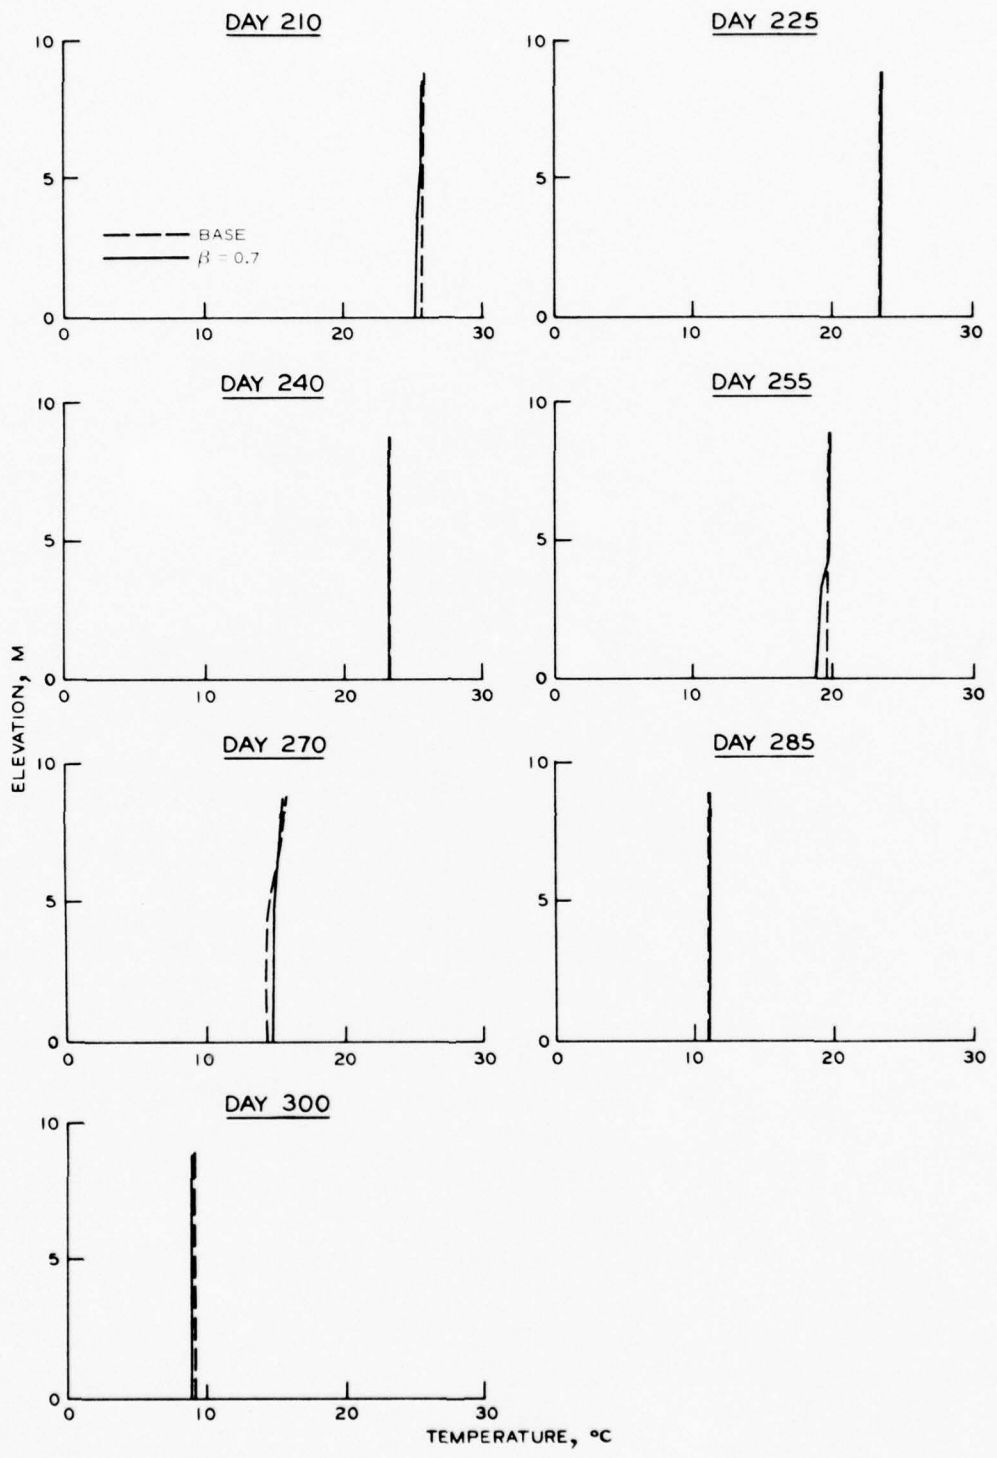 DAY 210
10
5
0
0 10 20 30
BASE
β = 0.7
DAY 225
10
5
0
0 10 20 30
DAY 240
10
5
0
0 10 20 30
DAY 255
10
5
0
0 10 20 30
ELEVATION, M
DAY 270
10
5
0
0 10 20 30
DAY 285
10
5
0
0 10 20 30
DAY 300
10
5
0
0 10 20 30
TEMPERATURE, °C